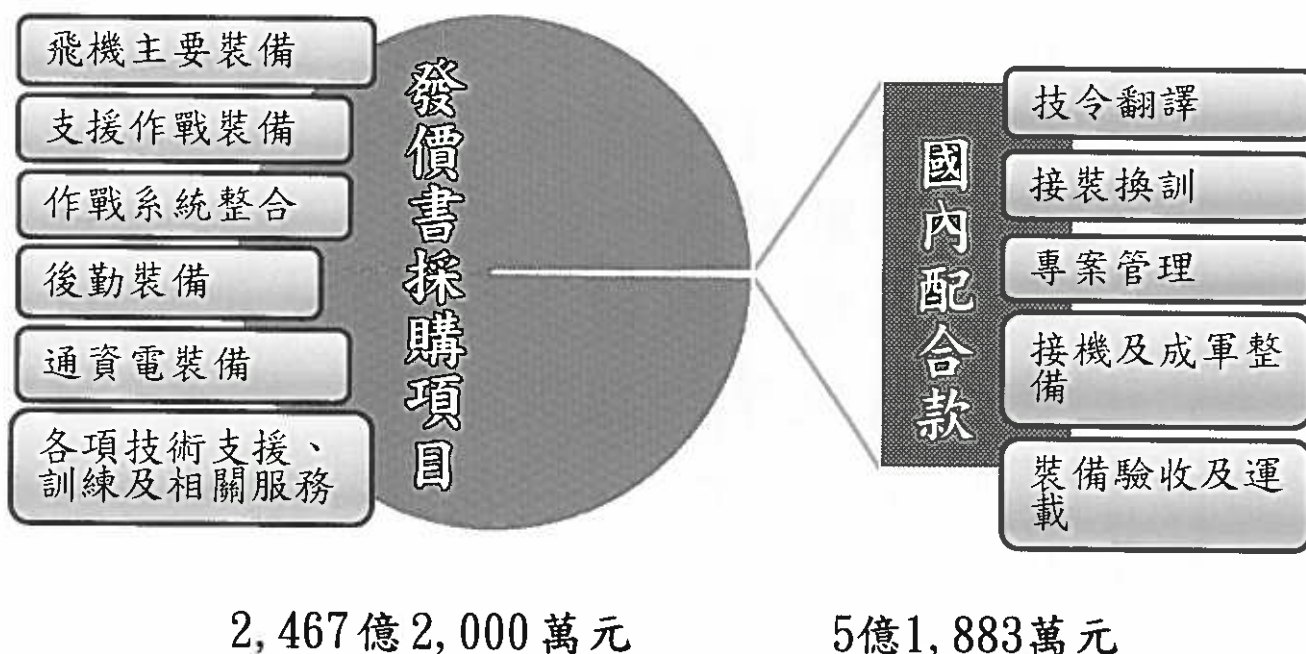 飛機主要裝備
支援作戰裝備
作戰系統整合
後勤裝備
通資電裝備
各項技術支援、
訓練及相關服務
發價書採購項目
國內配合款
技令翻譯
接裝換訓
專案管理
接機及成軍整
備
裝備驗收及運
載
2,467億2,000萬元
5億1,883萬元